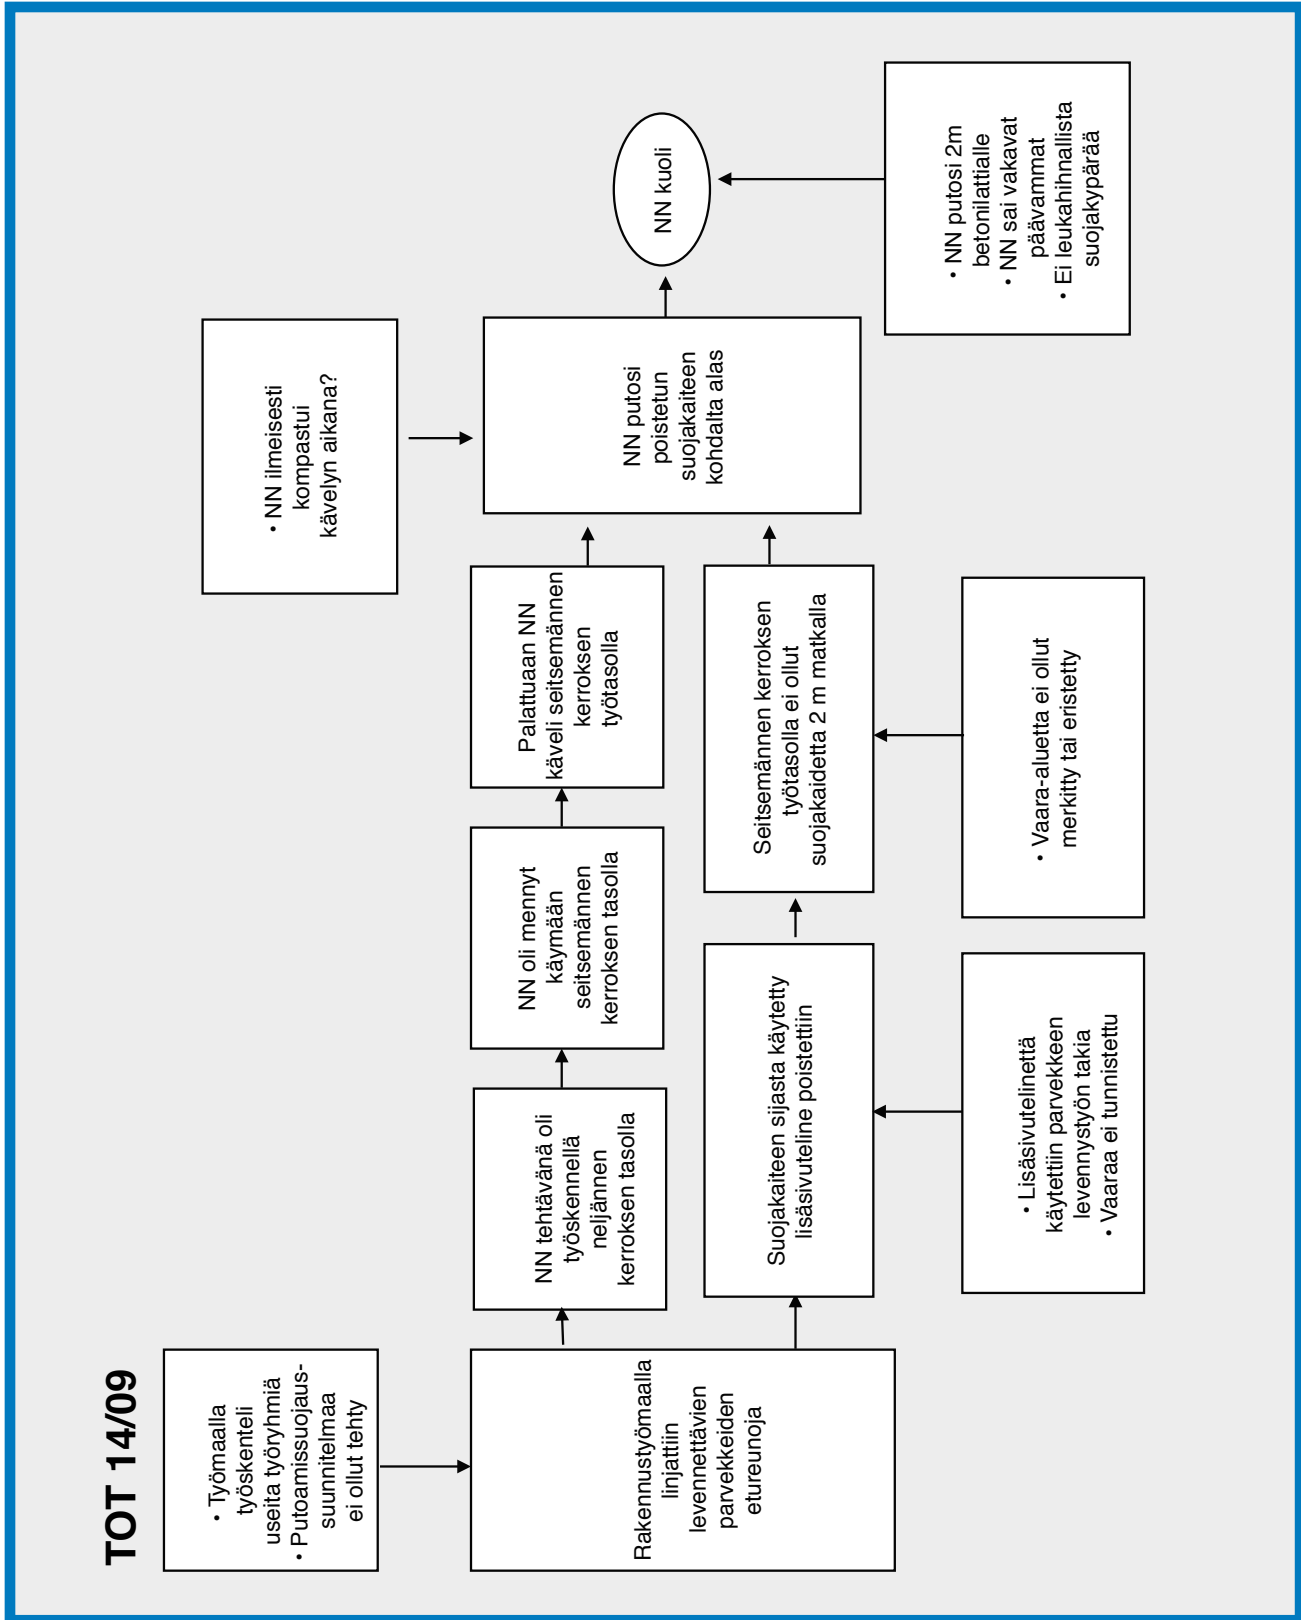 TOT 14/09
• Työmaalla
työskenteli
useita työryhmiä
• Putoamissuojaus-
suunnitelmaa
ei ollut tehty
Rakennustyömaalla
linjattiin
levennettävien
parvekkeiden
etureunoja
NN tehtävänä oli
työskennellä
neljännen
kerroksen tasolla
NN oli mennyt
käymään
seitsemännen
kerroksen tasolla
Palattuaan NN
käveli seitsemännen
kerroksen
työtasolla
• NN ilmeisesti
kompastui
kävelyn aikana?
Suojakaiteen sijasta käytetty
lisäsivuteline poistettiin
Seitsemännen kerroksen
työtasolla ei ollut
suojakaidetta 2 m matkalla
• Lisäsivutelinettä
käytettiin parvekkeen
levennystyön takia
• Vaaraa ei tunnistettu
• Vaara-aluetta ei ollut
merkitty tai eristetty
NN putosi
poistetun
suojakaiteen
kohdalta alas
NN kuoli
• NN putosi 2m
betonilattialle
• NN sai vakavat
päävammat
• Ei leukahihnallista
suojakypärää